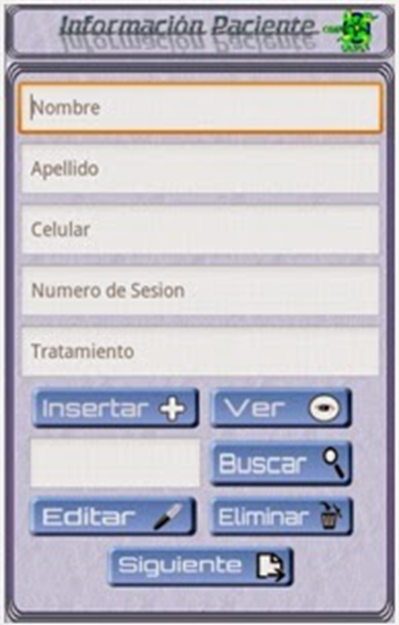 Información Paciente
Nombre
Apellido
Celular
Numero de Sesion
Tratamiento
Insertar
Ver
Buscar
Editar
Eliminar
Siguiente